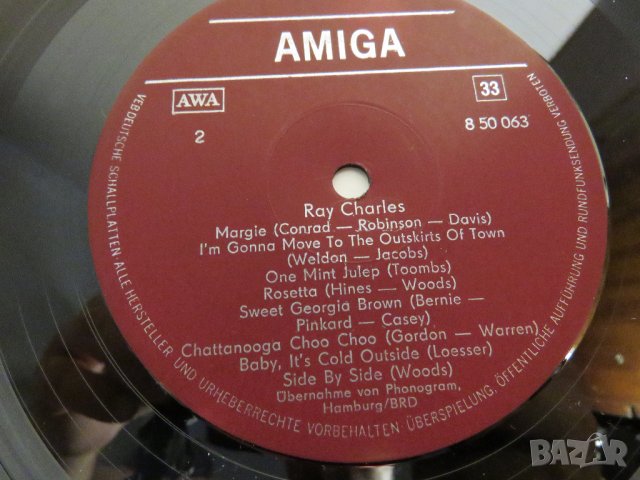 AMIGA
AWA
33
2
8 50 063
Ray Charles
Margie (Conrad — Robinson — Davis)
I'm Gonna Move To The Outskirts Of Town
(Weldon — Jacobs)
One Mint Julep (Toombs)
Rosetta (Hines — Woods)
Sweet Georgia Brown (Bernie —
Pinkard — Casey)
Chattanooga Choo Choo (Gordon — Warren)
Baby, It's Cold Outside (Loesser)
Side By Side (Woods)
Übernahme von Phonogram,
Hamburg/BRD
VEB DEUTSCHE SCHALLPLATTEN · ALLE HERSTELLER UND URHEBERRECHTE VORBEHALTEN ÜBERSPIELUNG, ÖFFENTLICHE AUFFÜHRUNG UND RUNDFUNKSENDUNG VERBOTEN
BAZAR